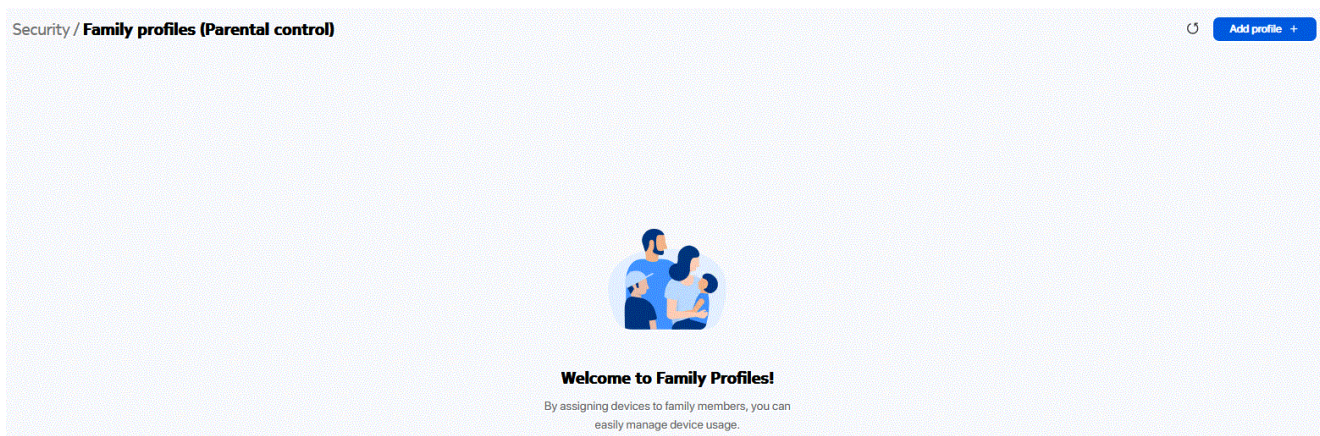 Security / Family profiles (Parental control)
Add profile +
Welcome to Family Profiles!
By assigning devices to family members, you can
easily manage device usage.